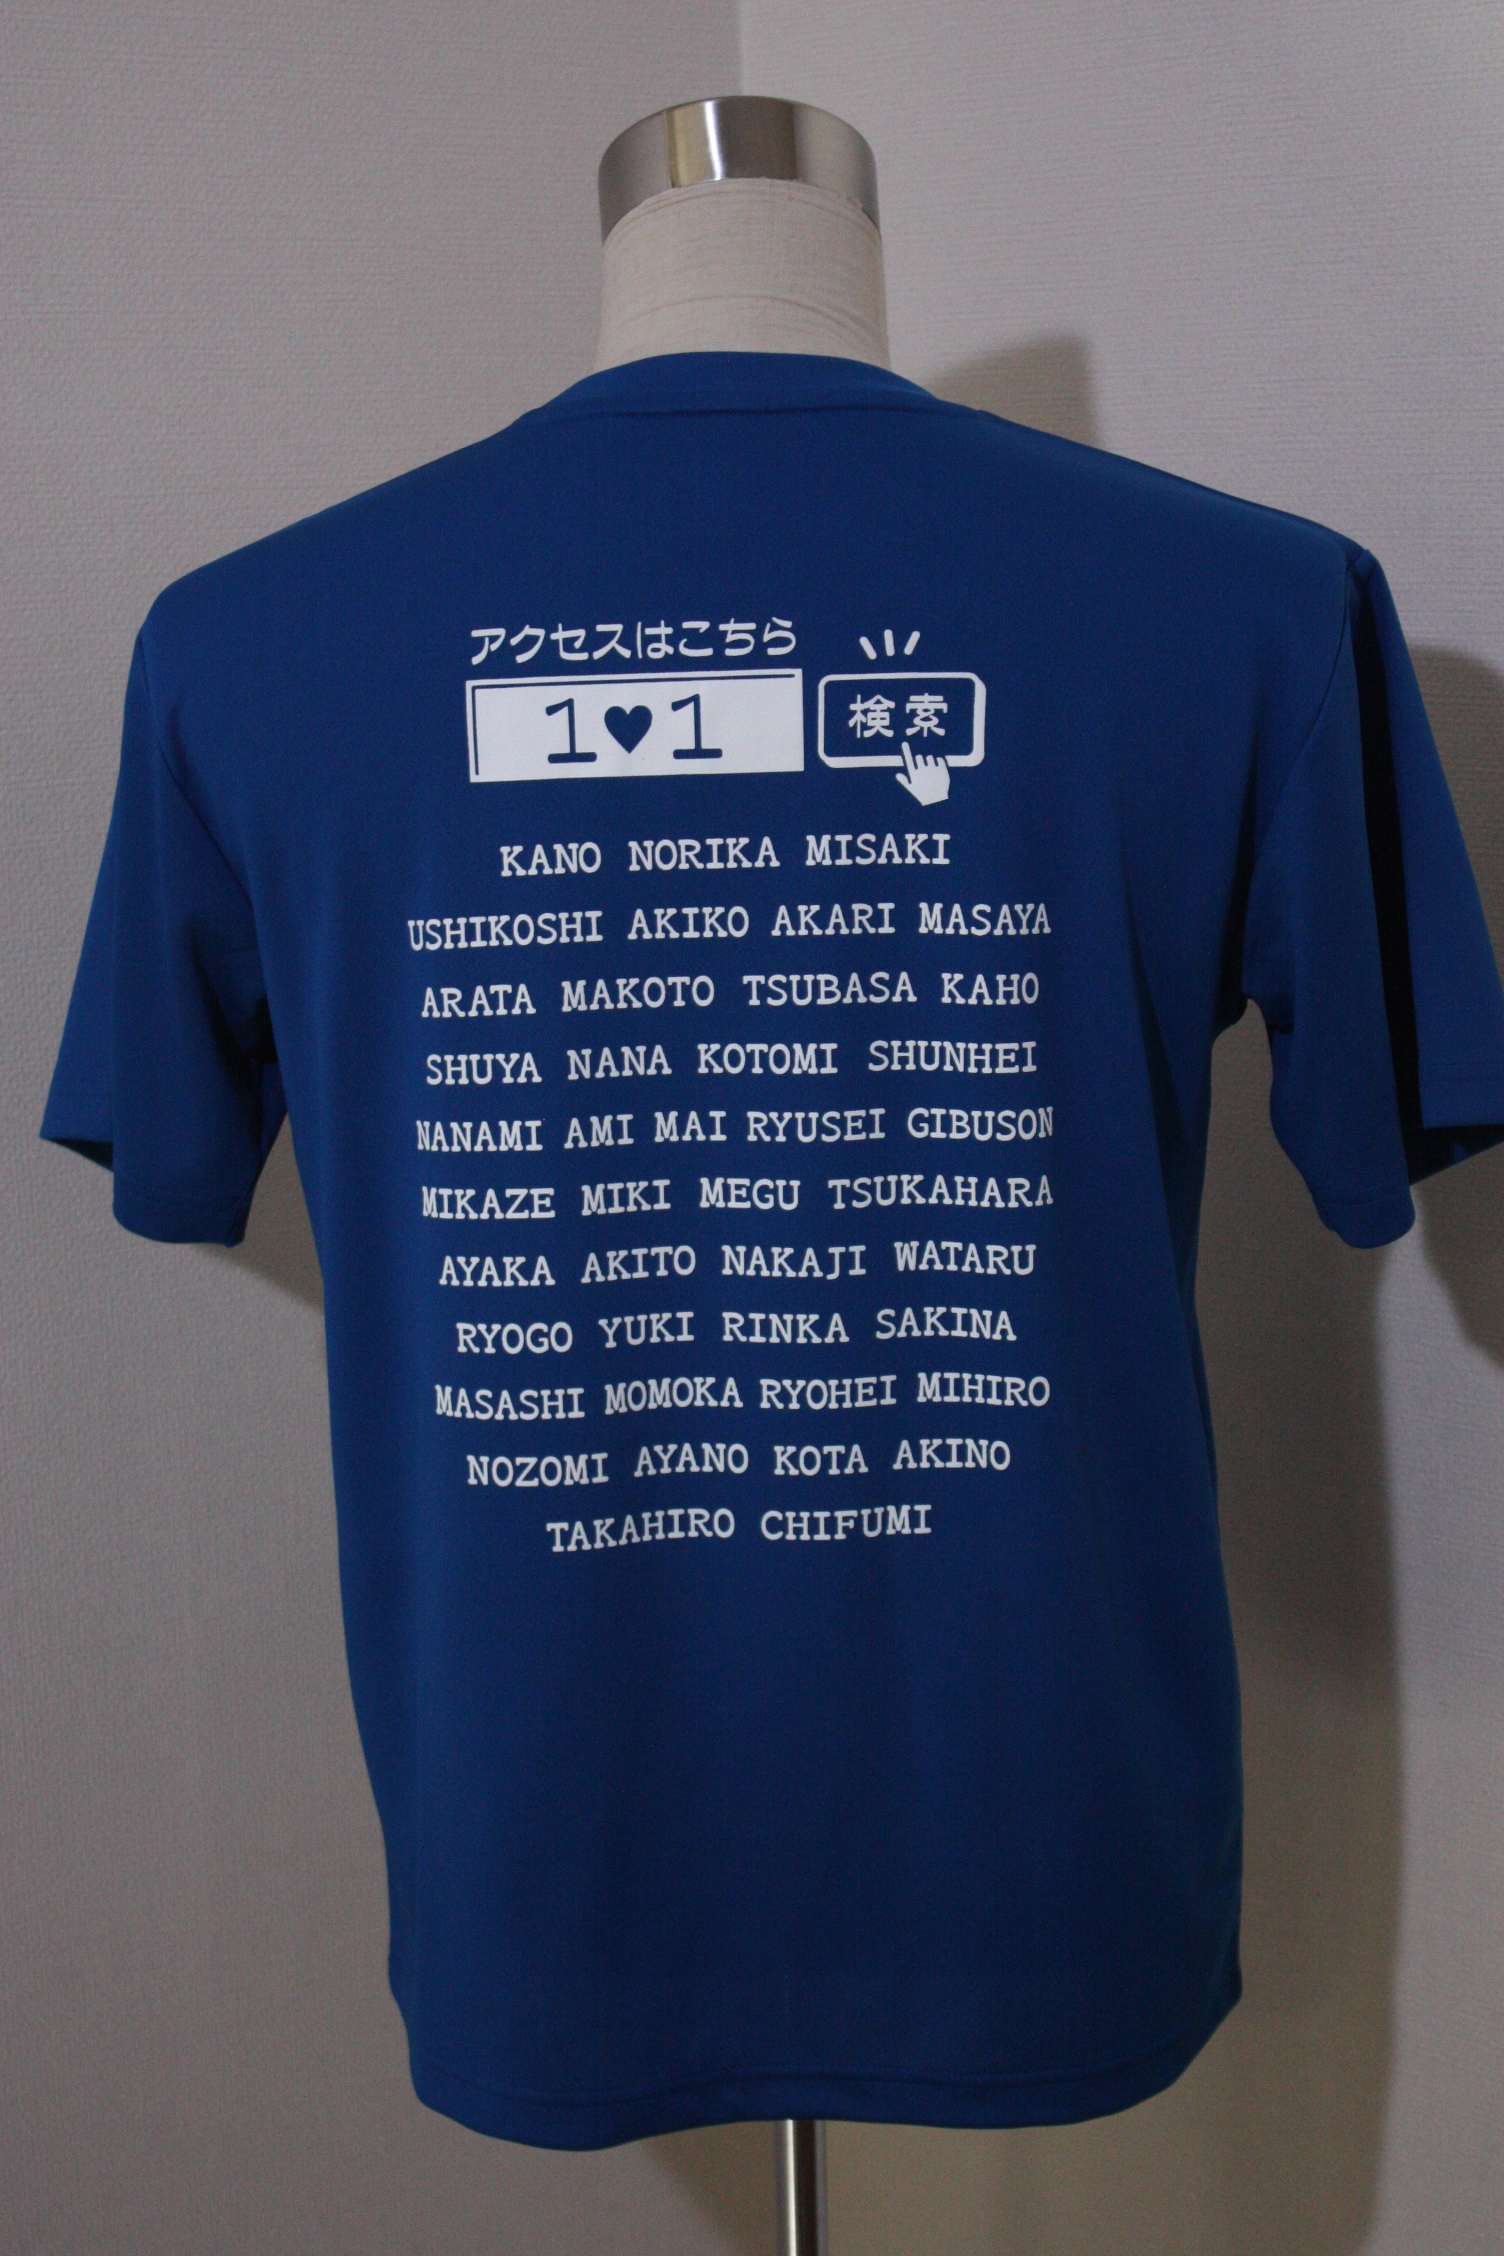 アクセスはこちら
1♥1 検索
KANO NORIKA MISAKI
USHIKOSHI AKIKO AKARI MASAYA
ARATA MAKOTO TSUBASA KAHO
SHUYA NANA KOTOMI SHUNHEI
NANAMI AMI MAI RYUSEI GIBUSON
MIKAZE MIKI MEGU TSUKAHARA
AYAKA AKITO NAKAJI WATARU
RYOGO YUKI RINKA SAKINA
MASASHI MOMOKA RYOHEI MIHIRO
NOZOMI AYANO KOTA AKINO
TAKAHIRO CHIFUMI